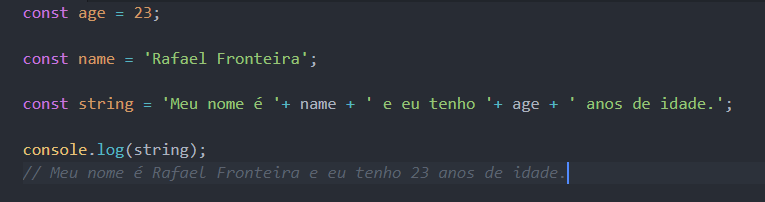 const age = 23;
const name = 'Rafael Fronteira';
const string = 'Meu nome é '+ name + ' e eu tenho '+ age + ' anos de idade.';
console.log(string);
// Meu nome é Rafael Fronteira e eu tenho 23 anos de idade.